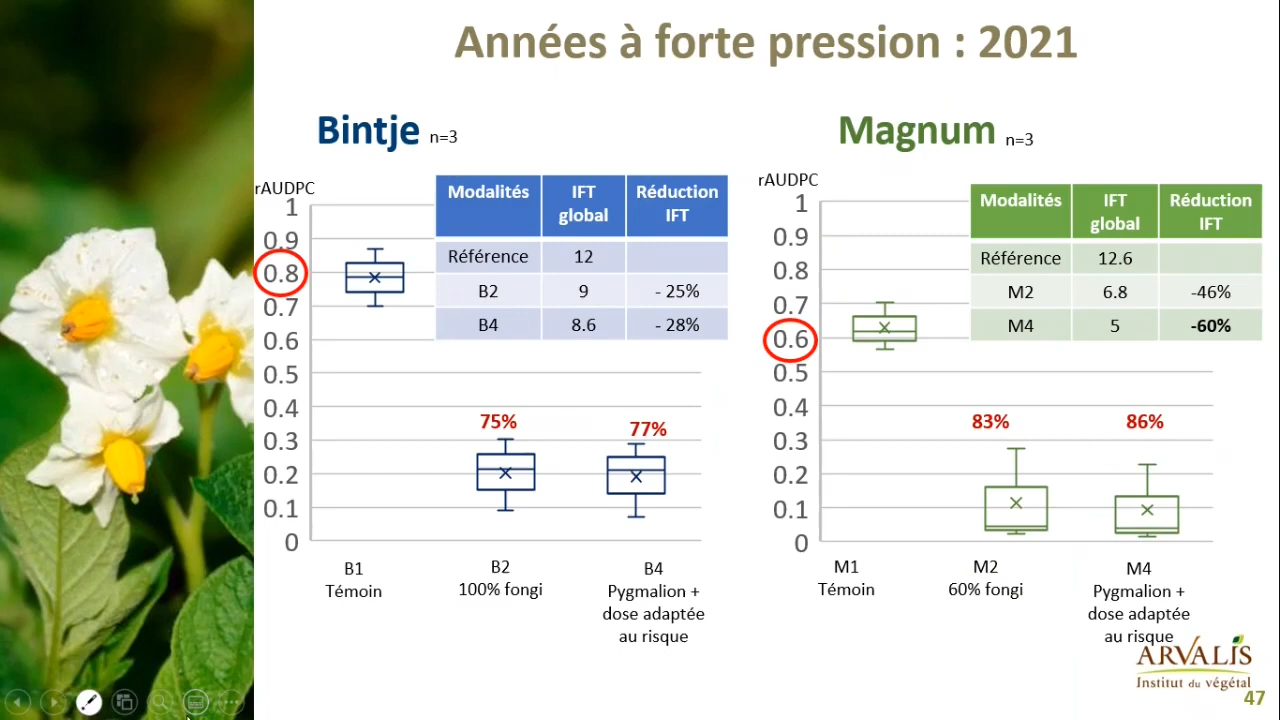 Années à forte pression : 2021
Bintje n=3
rAUDPC
1
0.9
0.8
0.7
0.6
0.5
0.4
0.3
0.2
0.1
0
Modalités IFT global Réduction IFT
Référence 12
B2 9 - 25%
B4 8.6 - 28%
75%
77%
B1
Témoin
B2
100% fongi
B4
Pygmalion +
dose adaptée
au risque
Magnum n=3
rAUDPC
1
0.9
0.8
0.7
0.6
0.5
0.4
0.3
0.2
0.1
0
Modalités IFT global Réduction IFT
Référence 12.6
M2 6.8 -46%
M4 5 -60%
83%
86%
M1
Témoin
M2
60% fongi
M4
Pygmalion +
dose adaptée
au risque
ARVALIS
Institut du végétal
47